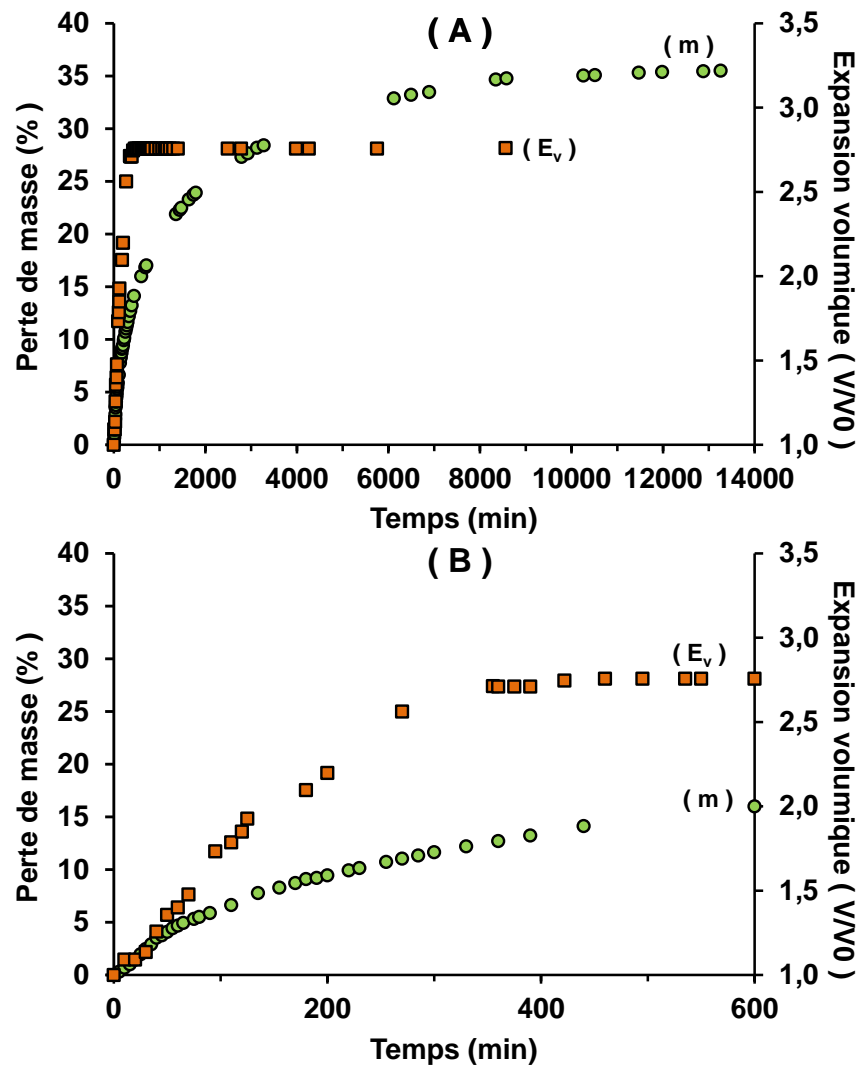 ( A )
( m )
( Eᵥ )
40
35
30
25
20
15
10
5
0
3,5
3,0
2,5
2,0
1,5
1,0
0 2000 4000 6000 8000 10000 12000 14000
Perte de masse (% )
Expansion volumique ( V/V0)
Temps (min)
( B )
( Eᵥ )
( m )
40
35
30
25
20
15
10
5
0
3,5
3,0
2,5
2,0
1,5
1,0
0 200 400 600
Perte de masse (% )
Expansion volumique ( V/V0)
Temps (min)